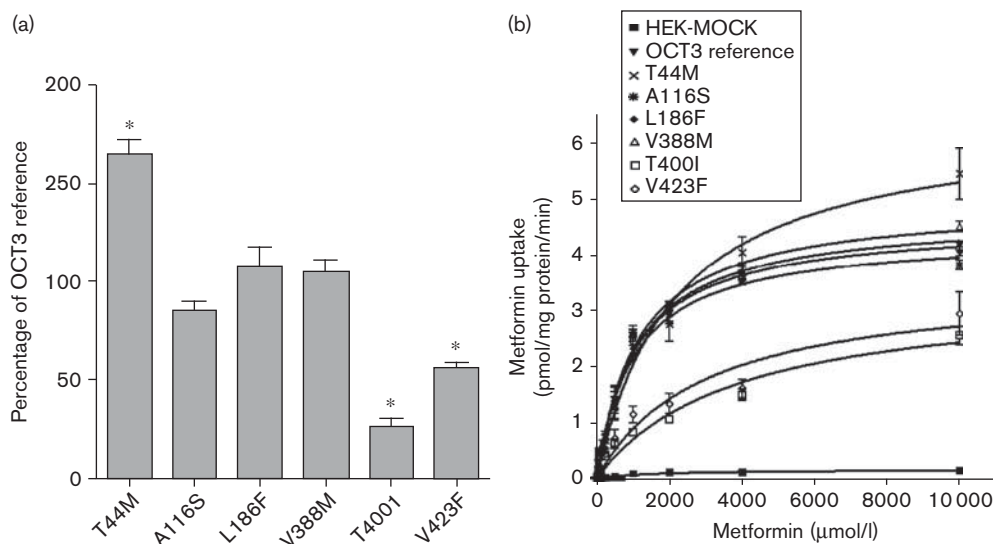 (a)
200
250
100
50
0
Percentage of OCT3 reference
*
*
*
T44M
A116S
L186F
V388M
T4001
V423F
(b)
HEK-MOCK
OCT3 reference
T44M
A116S
L186F
V388M
T400I
V423F
6
5
4
3
2
1
0
Metformin uptake
(pmol/mg protein/min)
0 2000 4000 6000 8000 10 000
Metformin (μmol/l)